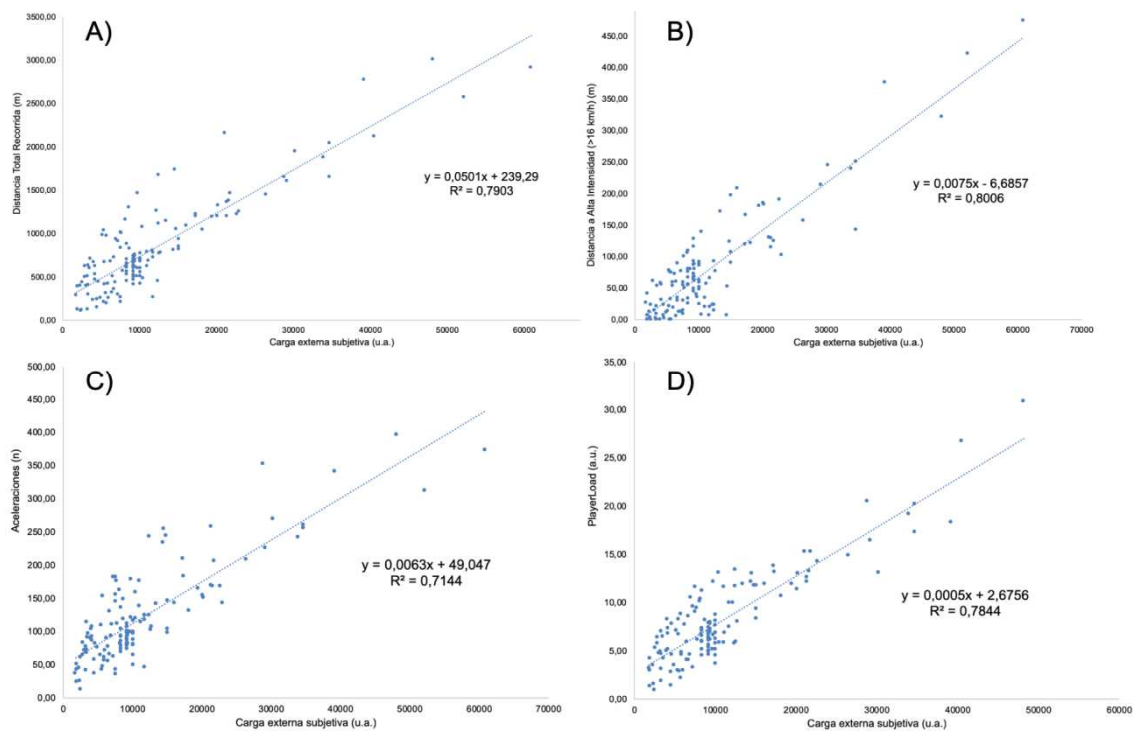 A)
Distancia Total Recorrida (m)
3500,00
3000,00
2500,00
2000,00
1500,00
1000,00
500,00
0,00
y = 0,0501x + 239,29
R² = 0,7903
0 10000 20000 30000 40000 50000 60000
Carga externa subjetiva (u.a.)
B)
Distancia a Alta Intensidad (>16 km/h) (m)
450,00
400,00
350,00
300,00
250,00
200,00
150,00
100,00
50,00
0,00
y = 0,0075x - 6,6857
R² = 0,8006
0 10000 20000 30000 40000 50000 60000 70000
Carga externa subjetiva (u.a.)
C)
Aceleraciones (n)
500,00
450,00
400,00
350,00
300,00
250,00
200,00
150,00
100,00
50,00
0,00
y = 0,0063x + 49,047
R² = 0,7144
0 10000 20000 30000 40000 50000 60000 70000
Carga externa subjetiva (u.a.)
D)
PlayerLoad (a.u.)
35,00
30,00
25,00
20,00
15,00
10,00
5,00
0,00
y = 0,0005x + 2,6756
R² = 0,7844
0 10000 20000 30000 40000 50000 60000
Carga externa subjetiva (u.a.)